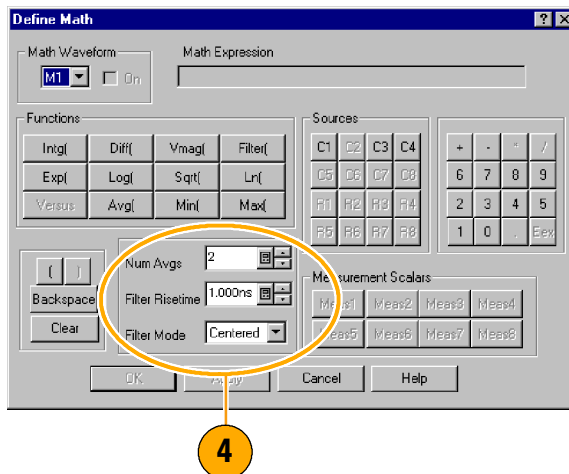 Define Math
Math Waveform
Math Expression
M1
On
Functions
Sources
Intg( Diff( Vmag( Filter(
C1 C2 C3 C4
+ - * /
Exp( Log( Sqrt( Ln(
C5 C6 C7 C8
6 7 8 9
Versus Avg( Min( Max(
R1 R2 R3 R4
2 3 4 5
R5 R6 R7 R8
1 0 . Eex
( )
Num Avgs 2
Measurement Scalars
Backspace
Filter Risetime 1.000ns
Meas1 Meas2 Meas3 Meas4
Clear
Filter Mode Centered
Meas5 Meas6 Meas7 Meas8
OK Apply Cancel Help
4